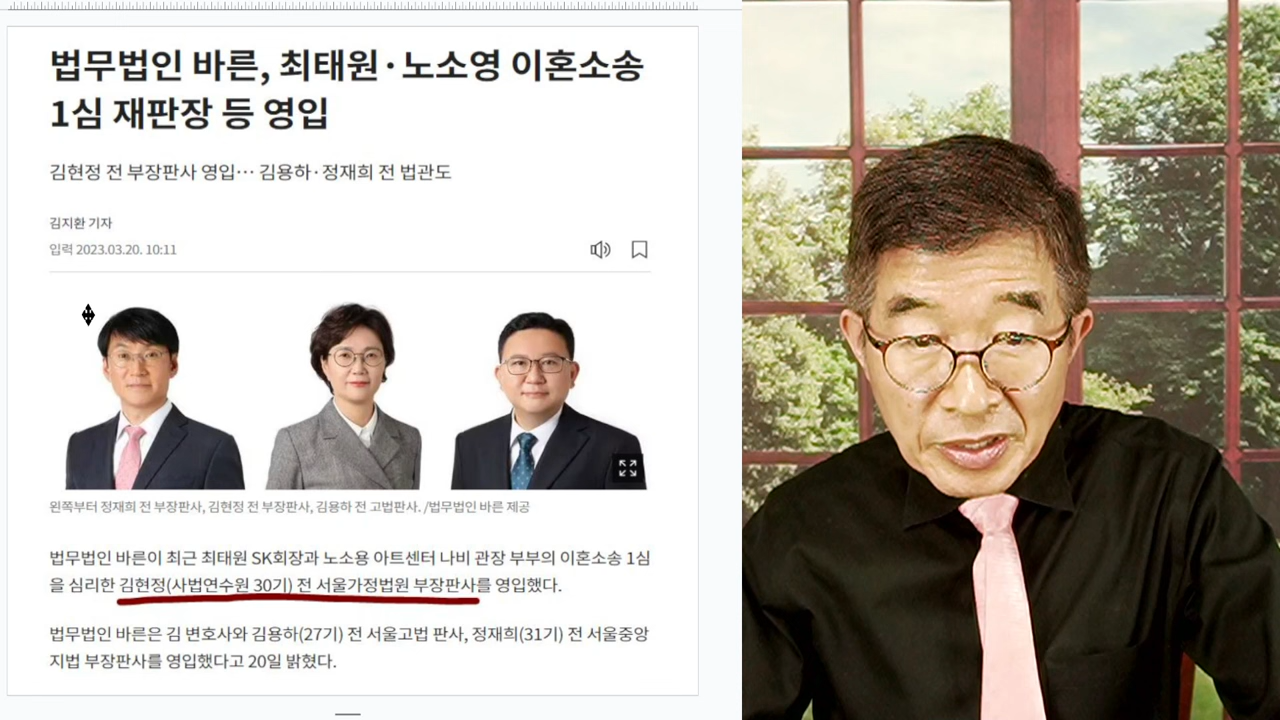 법무법인 바른, 최태원·노소영 이혼소송
1심 재판장 등 영입
김현정 전 부장판사 영입… 김용하·정재희 전 법관도
김지환 기자
입력 2023.03.20. 10:11
왼쪽부터 정재희 전 부장판사, 김현정 전 부장판사, 김용하 전 고법판사. /법무법인 바른 제공
법무법인 바른이 최근 최태원 SK회장과 노소용 아트센터 나비 관장 부부의 이혼소송 1심
을 심리한 김현정(사법연수원 30기) 전 서울가정법원 부장판사를 영입했다.
법무법인 바른은 김 변호사와 김용하(27기) 전 서울고법 판사, 정재희(31기) 전 서울중앙
지법 부장판사를 영입했다고 20일 밝혔다.